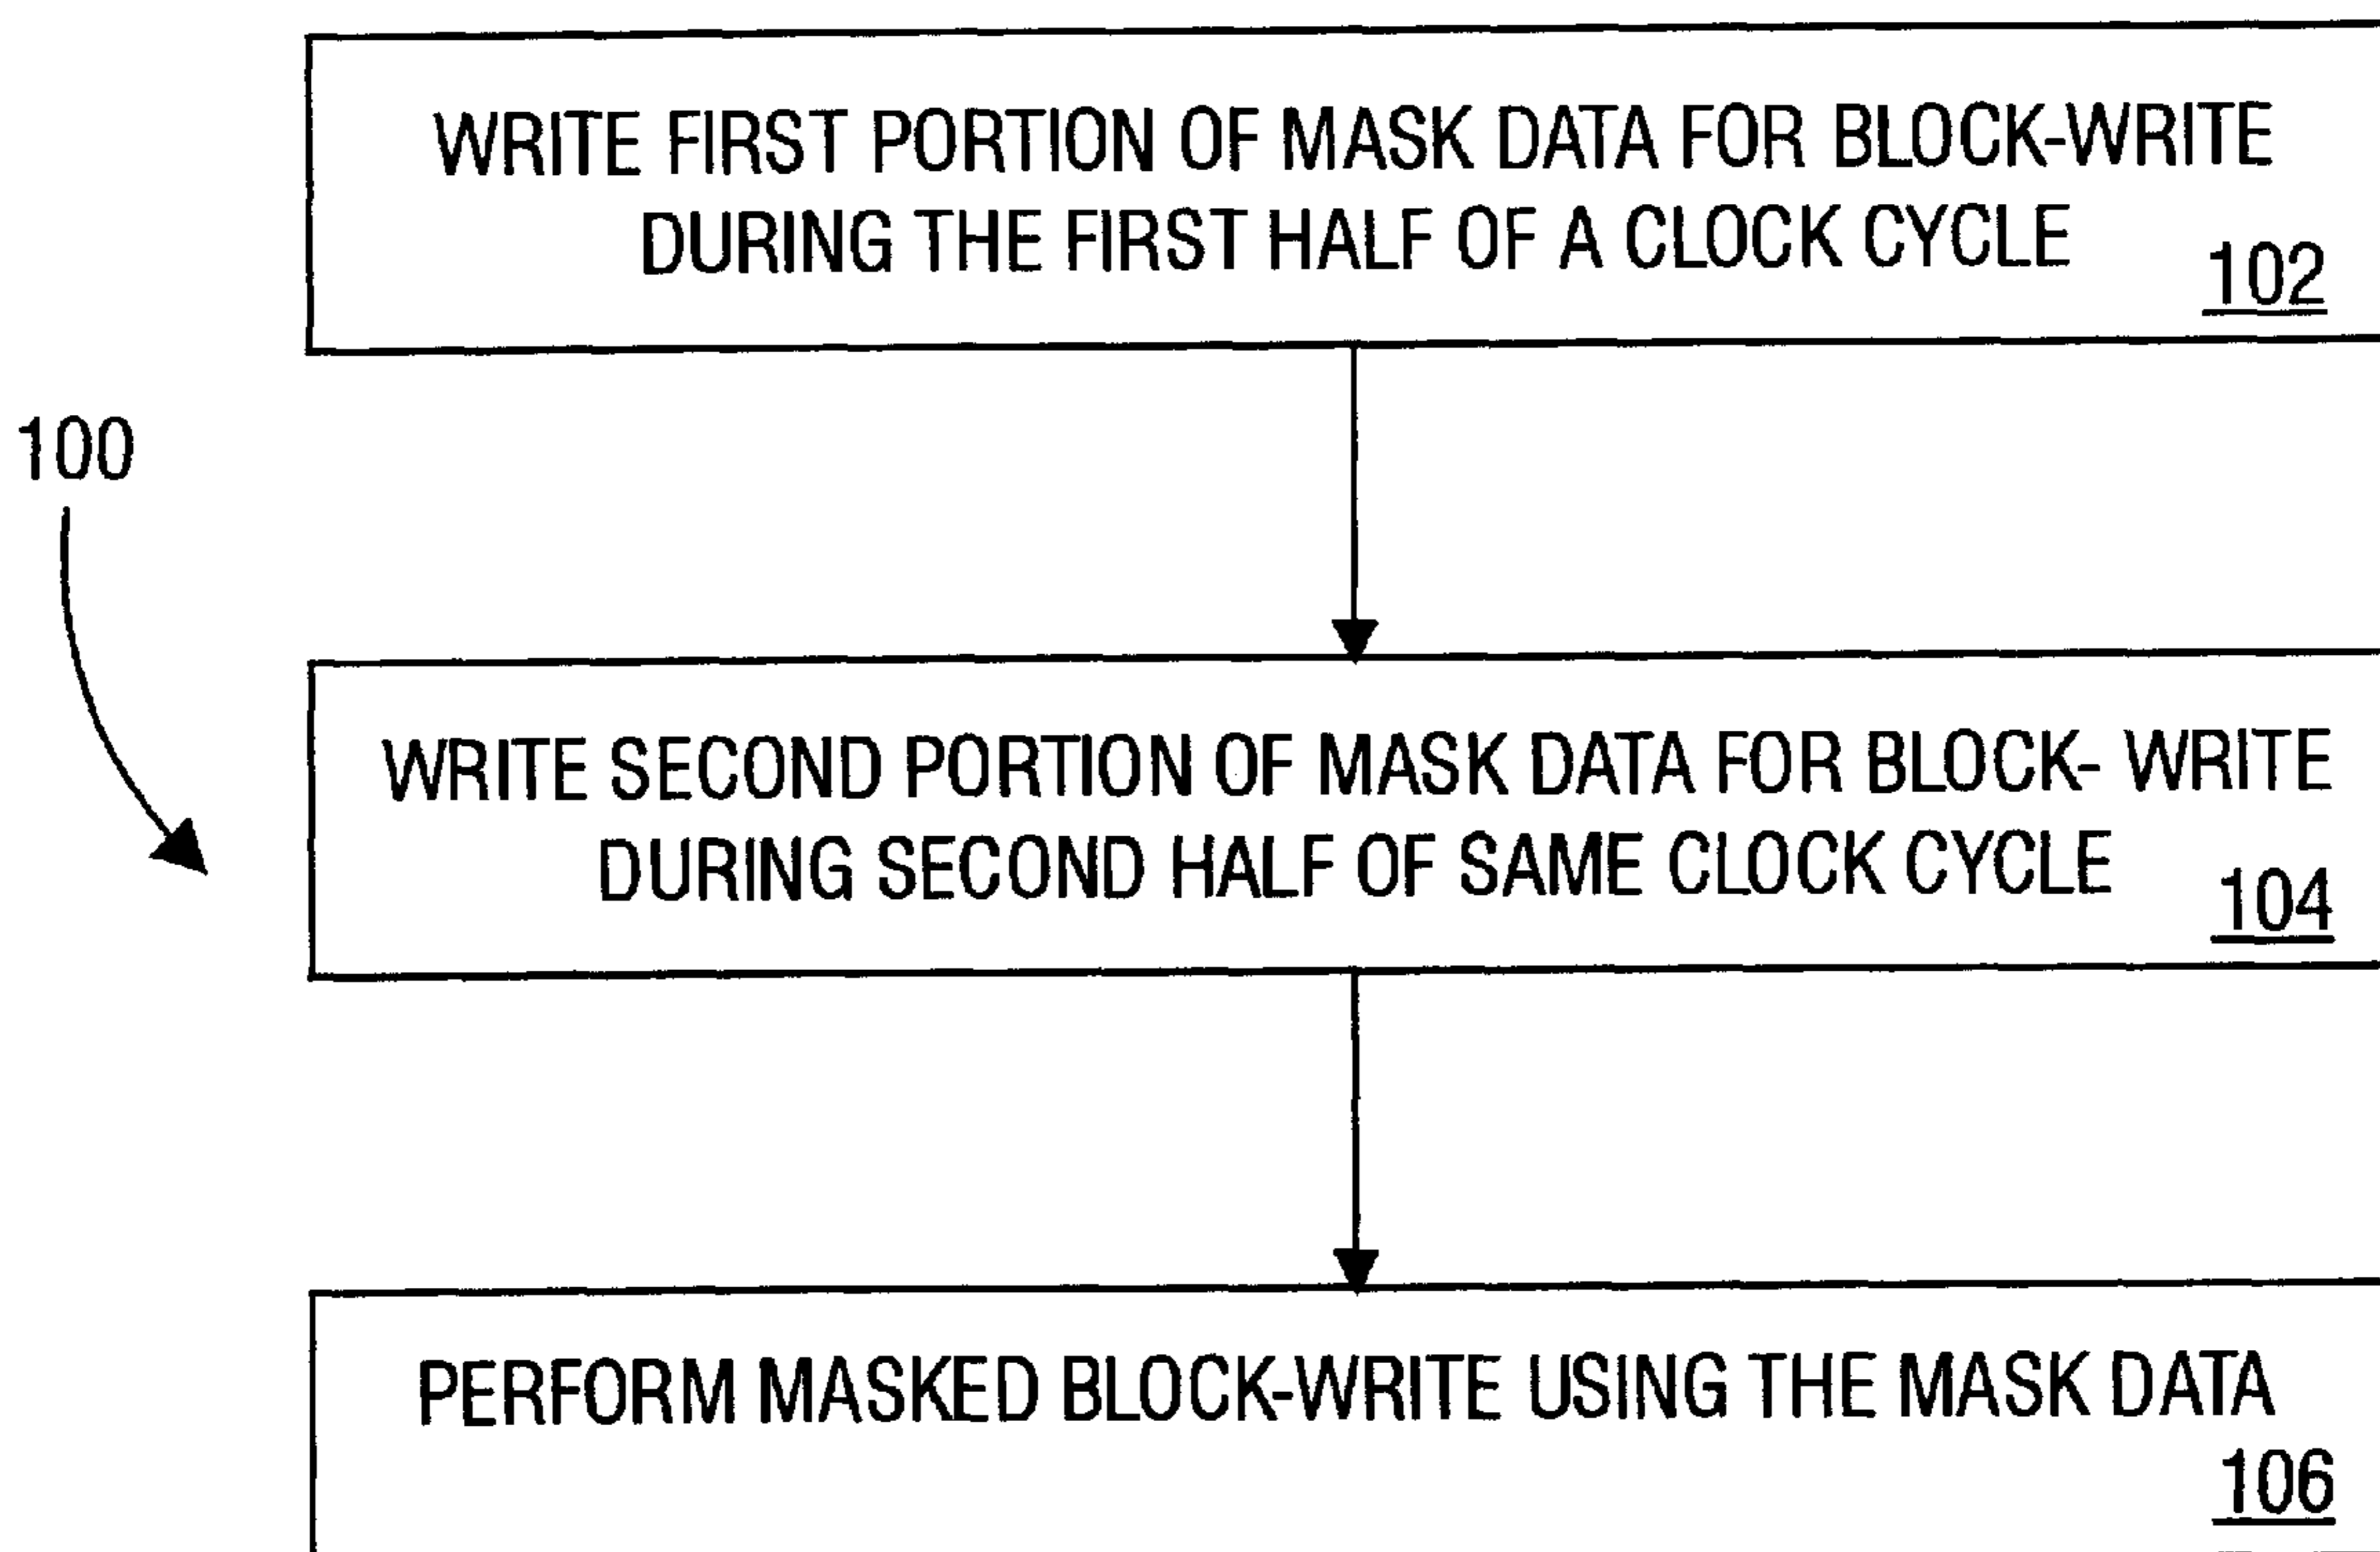 WRITE FIRST PORTION OF MASK DATA FOR BLOCK-WRITE
DURING THE FIRST HALF OF A CLOCK CYCLE
102
100
WRITE SECOND PORTION OF MASK DATA FOR BLOCK- WRITE
DURING SECOND HALF OF SAME CLOCK CYCLE
104
PERFORM MASKED BLOCK-WRITE USING THE MASK DATA
106